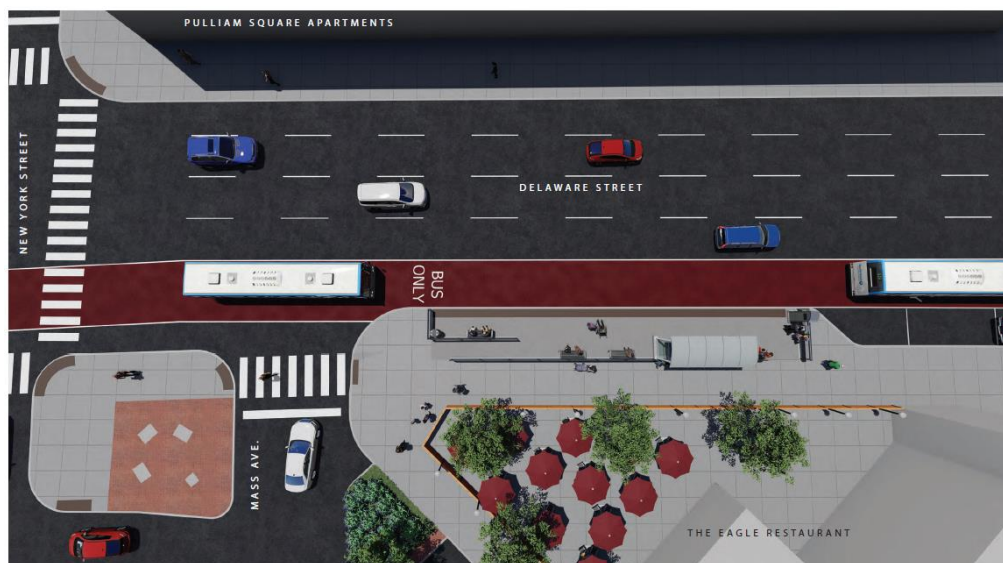 PULLIAM SQUARE APARTMENTS
NEW YORK STREET
DELAWARE STREET
BUS
ONLY
MASS AVE.
THE EAGLE RESTAURANT